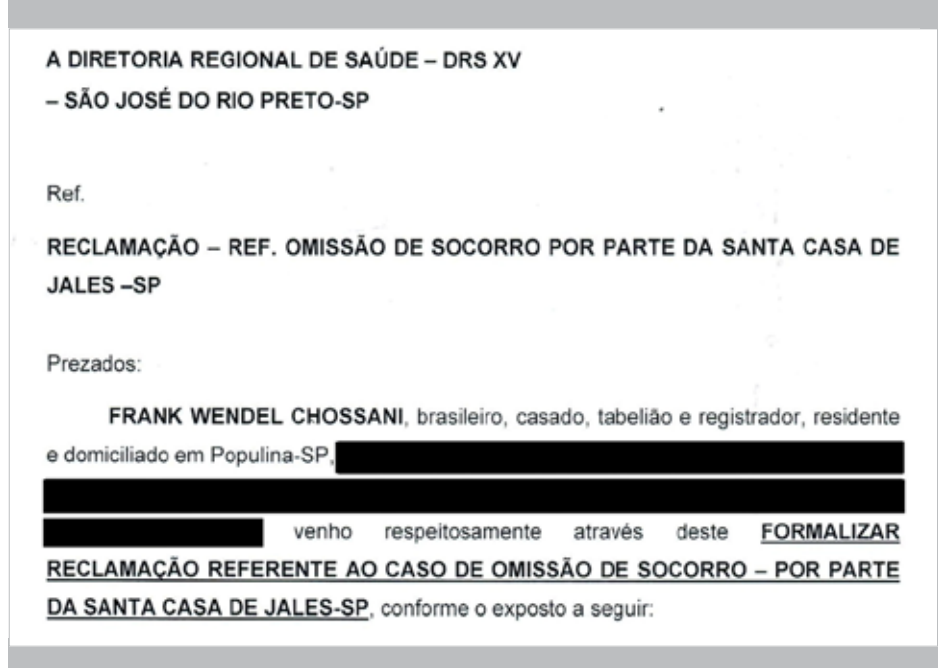 A DIRETORIA REGIONAL DE SAÚDE – DRS XV
– SÃO JOSÉ DO RIO PRETO-SP
Ref.
RECLAMAÇÃO – REF. OMISSÃO DE SOCORRO POR PARTE DA SANTA CASA DE
JALES –SP
Prezados:
FRANK WENDEL CHOSSANI, brasileiro, casado, tabelião e registrador, residente
e domiciliado em Populina-SP,
venho respeitosamente através deste FORMALIZAR
RECLAMAÇÃO REFERENTE AO CASO DE OMISSÃO DE SOCORRO – POR PARTE
DA SANTA CASA DE JALES-SP, conforme o exposto a seguir: